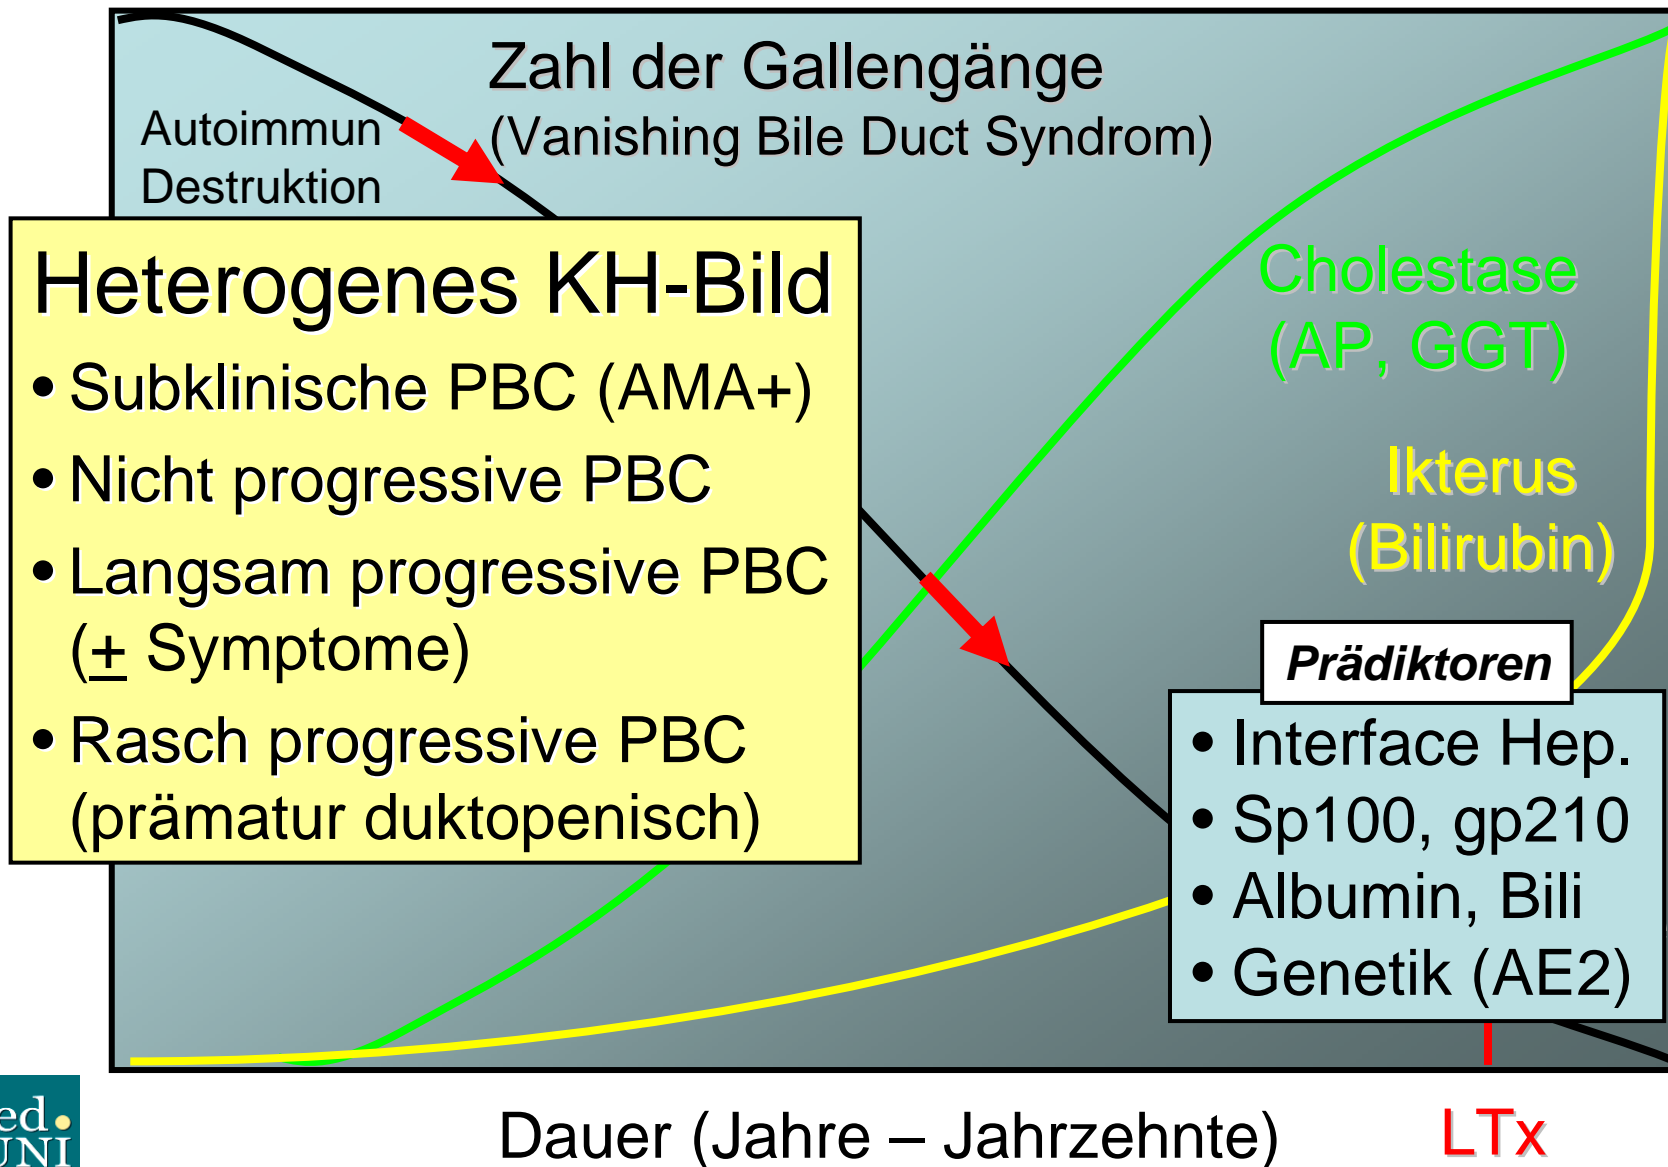 Zahl der Gallengänge
(Vanishing Bile Duct Syndrom)
Autoimmun
Destruktion
Heterogenes KH-Bild
• Subklinische PBC (AMA+)
• Nicht progressive PBC
• Langsam progressive PBC
(± Symptome)
• Rasch progressive PBC
(prämatur duktopenisch)
Cholestase
(AP, GGT)
Ikterus
(Bilirubin)
Prädiktoren
• Interface Hep.
• Sp100, gp210
• Albumin, Bili
• Genetik (AE2)
Dauer (Jahre – Jahrzehnte)
LTx